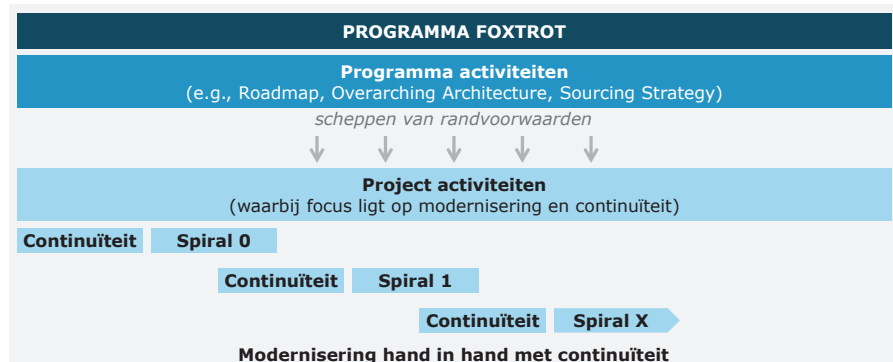 PROGRAMMA FOXTROT
Programma activiteiten
(e.g., Roadmap, Overarching Architecture, Sourcing Strategy)
scheppen van randvoorwaarden
Project activiteiten
(waarbij focus ligt op modernisering en continuïteit)
Continuïteit Spiral 0
Continuïteit Spiral 1
Continuïteit Spiral X
Modernisering hand in hand met continuïteit